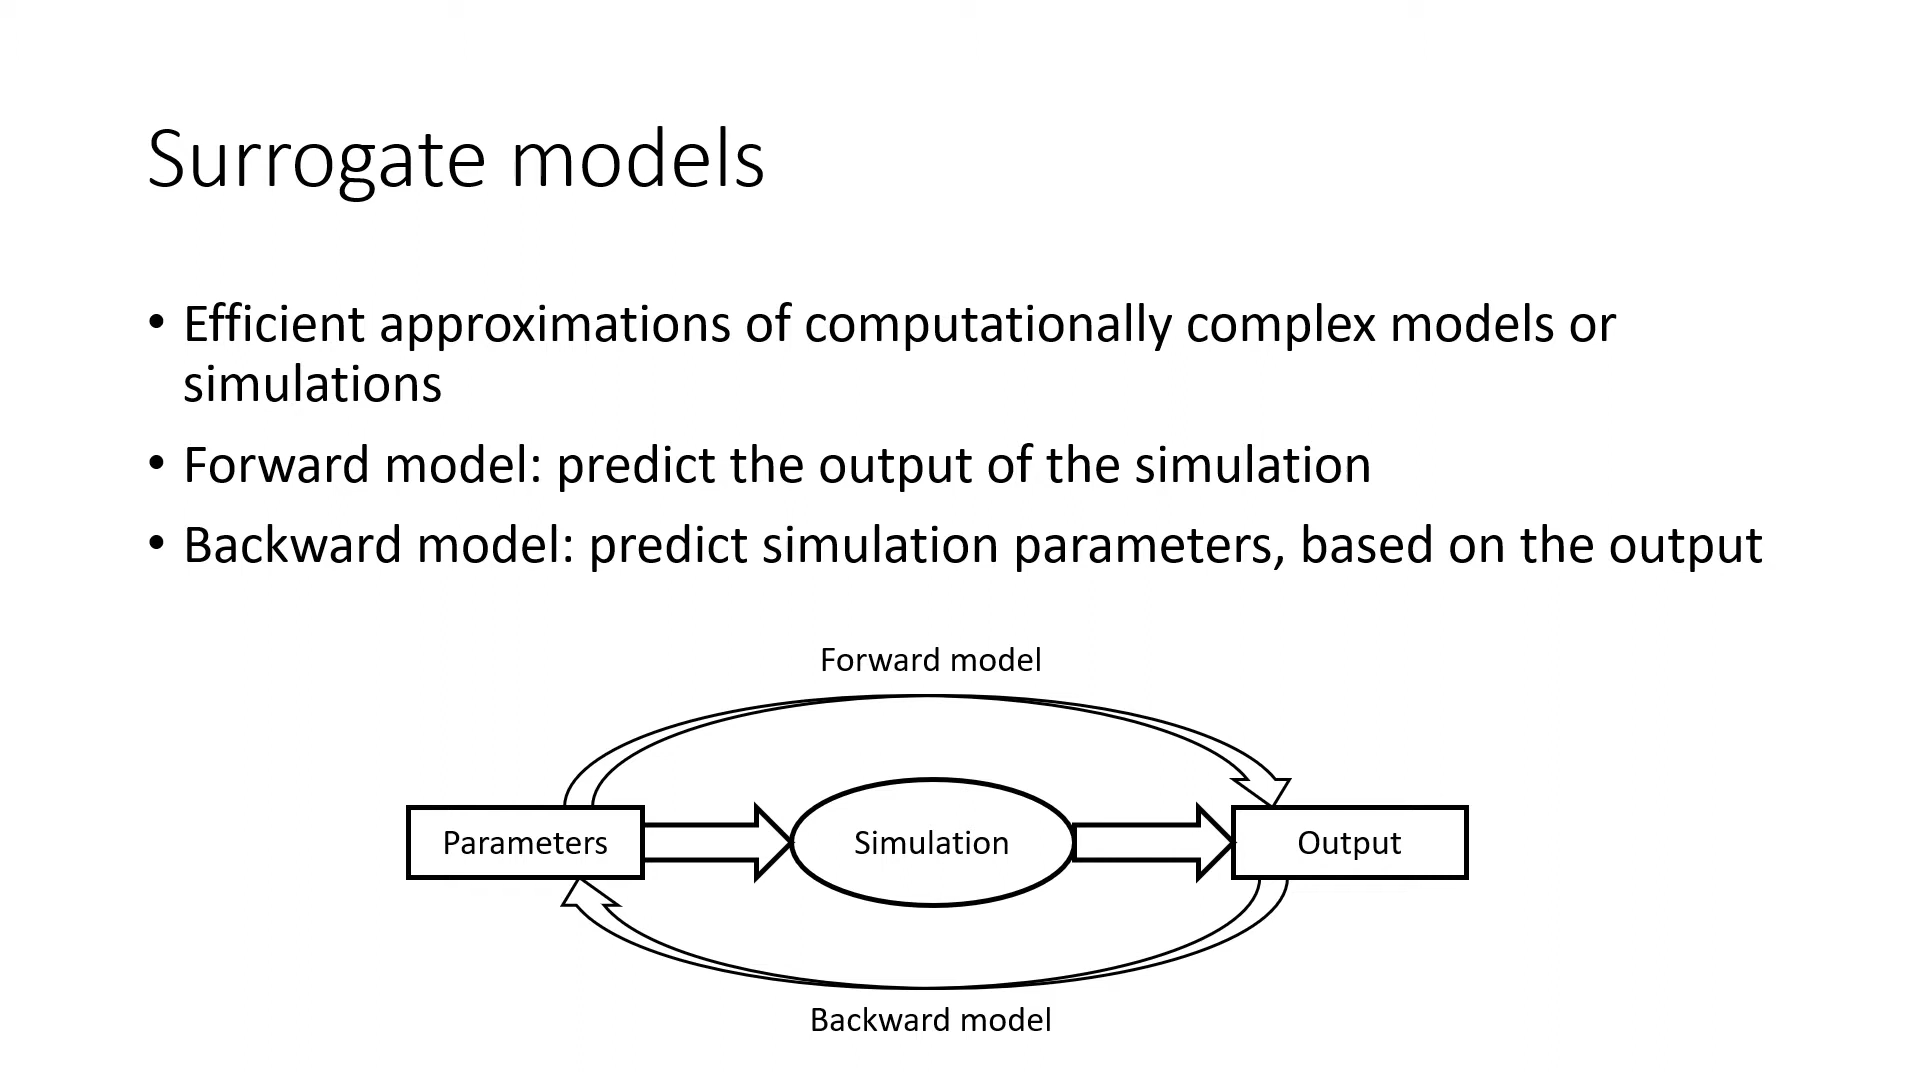 Surrogate models
• Efficient approximations of computationally complex models or
simulations
• Forward model: predict the output of the simulation
• Backward model: predict simulation parameters, based on the output
Forward model
Parameters
Simulation
Output
Backward model